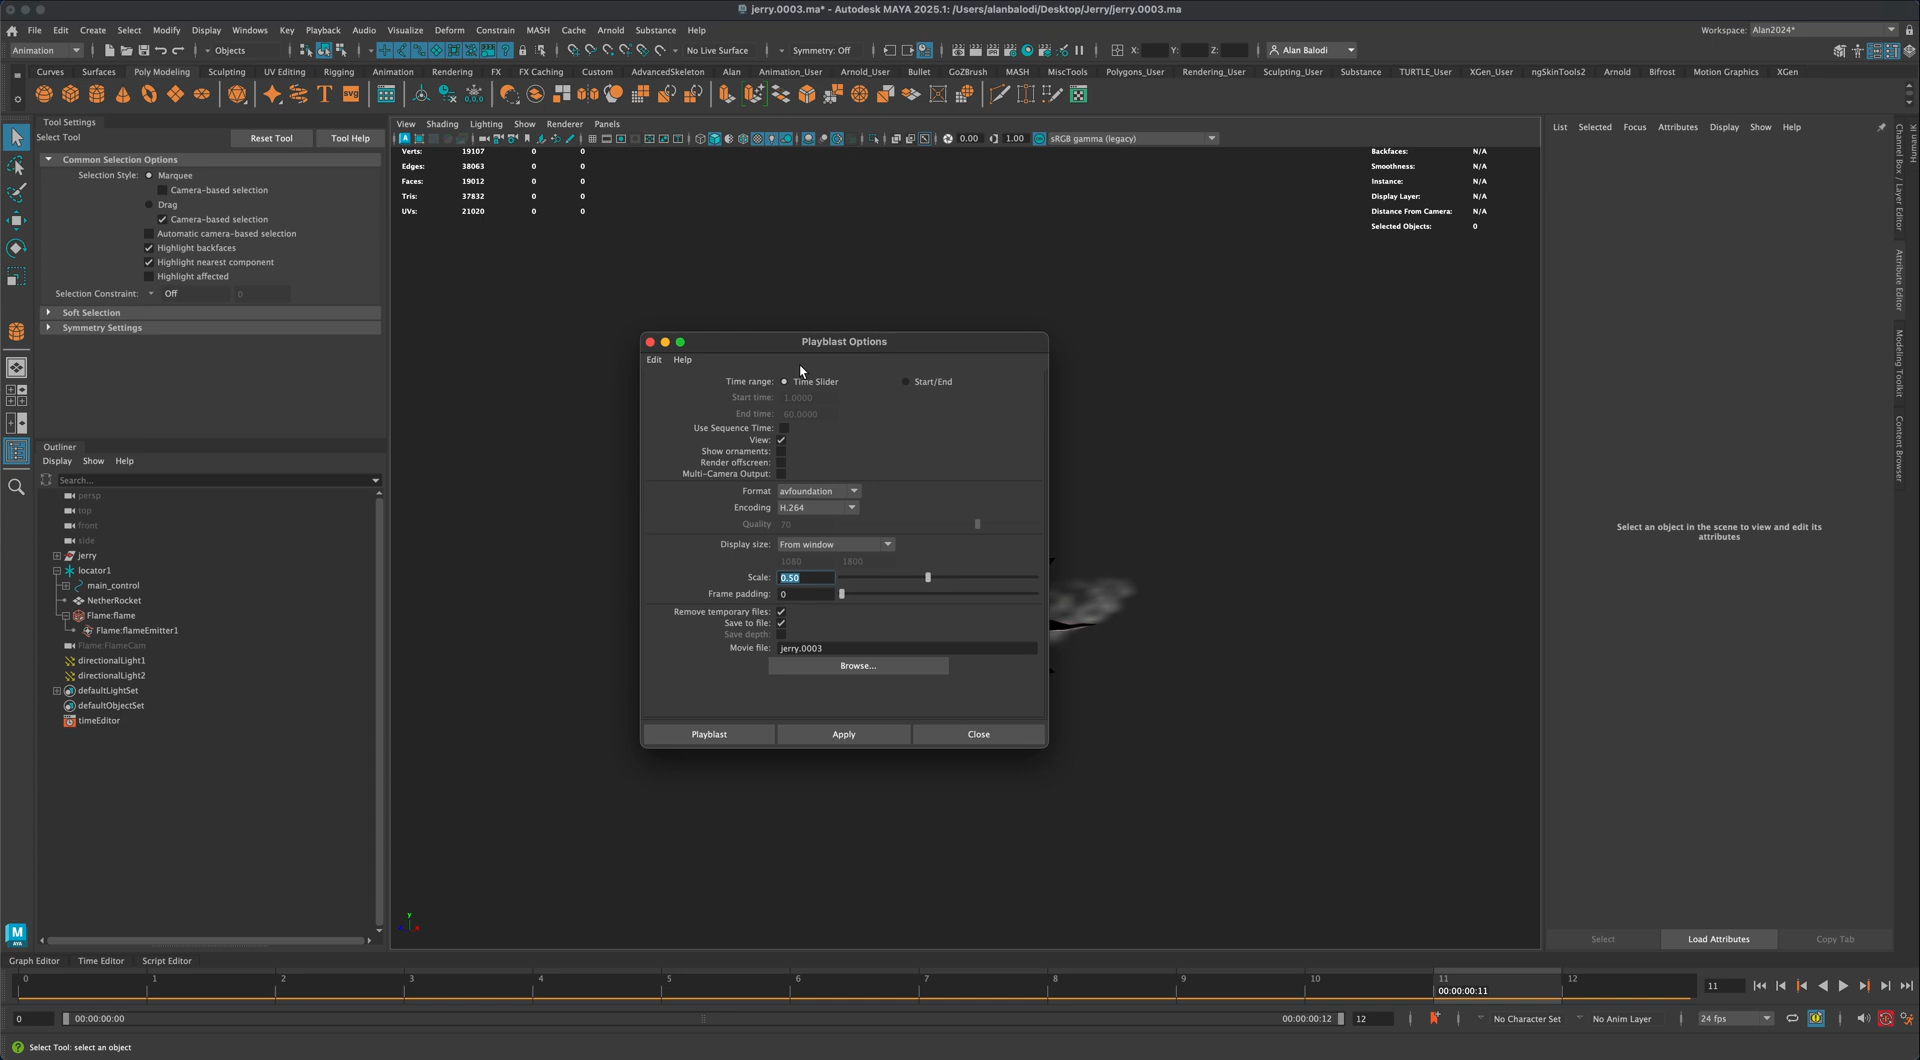 jerry.0003.ma* - Autodesk MAYA 2025.1: /Users/alanbalodi/Desktop/Jerry/jerry.0003.ma
File Edit Create Select Modify Display Windows Key Playback Audio Visualize Deform Constrain MASH Cache Arnold Substance Help
Workspace: Alan2024*
Animation Objects No Live Surface Symmetry: Off X: Y: Z: Alan Balodi
Curves Surfaces Poly Modeling Sculpting UV Editing Rigging Animation Rendering FX FX Caching Custom AdvancedSkeleton Alan Animation_User Arnold_User Bullet GoZBrush MASH MiscTools Polygons_User Rendering_User Sculpting_User Substance TURTLE_User XGen_User ngSkinTools2 Arnold Bifrost Motion Graphics XGen
Tool Settings
Select Tool Reset Tool Tool Help
Common Selection Options
Selection Style: Marquee
Camera-based selection
Drag
Camera-based selection
Automatic camera-based selection
Highlight backfaces
Highlight nearest component
Highlight affected
Selection Constraint: Off 0
Soft Selection
Symmetry Settings
Outliner
Display Show Help
Search...
persp
top
front
side
jerry
locator1
main_control
NetherRocket
Flame:flame
Flame:flameEmitter1
Flame:FlameCam
directionalLight1
directionalLight2
defaultLightSet
defaultObjectSet
timeEditor
View Shading Lighting Show Renderer Panels
0.00 1.00 sRGB gamma (legacy)
Verts: 19107 0 0
Edges: 38063 0 0
Faces: 19012 0 0
Tris: 37832 0 0
UVs: 21020 0 0
Backfaces: N/A
Smoothness: N/A
Instance: N/A
Display Layer: N/A
Distance From Camera: N/A
Selected Objects: 0
Playblast Options
Edit Help
Time range: Time Slider Start/End
Start time: 1.0000
End time: 60.0000
Use Sequence Time:
View:
Show ornaments:
Render offscreen:
Multi-Camera Output:
Format avfoundation
Encoding H.264
Quality 70
Display size: From window
1080 1800
Scale: 0.50
Frame padding: 0
Remove temporary files:
Save to file:
Save depth:
Movie file: jerry.0003
Browse...
Playblast Apply Close
y
List Selected Focus Attributes Display Show Help
Select an object in the scene to view and edit its
attributes
Select Load Attributes Copy Tab
Channel Box / Layer Editor
Attribute Editor
Modeling Toolkit
Content Browser
Human IK
Graph Editor Time Editor Script Editor
0 1 2 3 4 5 6 7 8 9 10 11 12
00:00:00:11
11
0 00:00:00:00 00:00:00:12 12 No Character Set No Anim Layer 24 fps
Select Tool: select an object